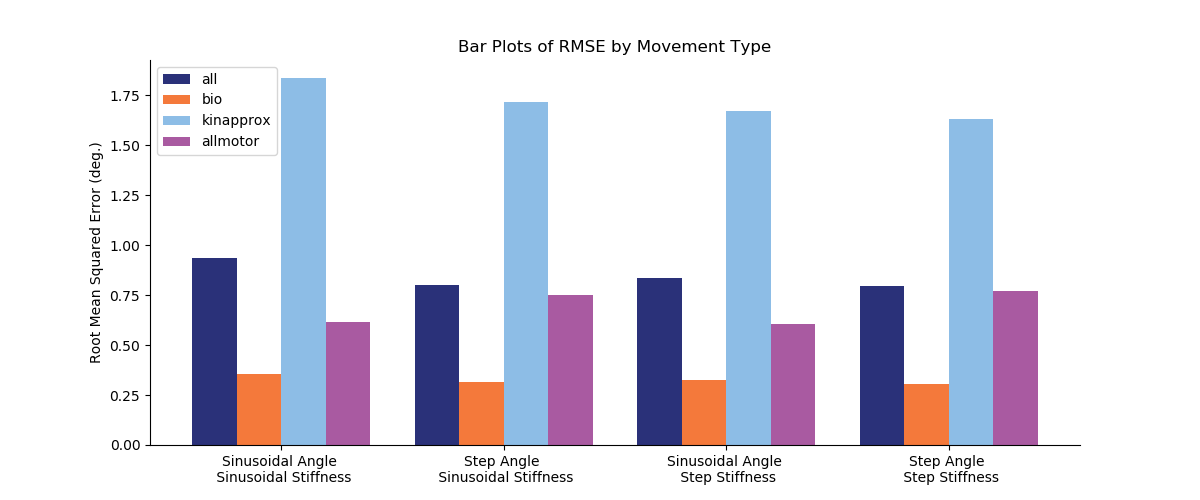 Bar Plots of RMSE by Movement Type
Root Mean Squared Error (deg.)
1.75
1.50
1.25
1.00
0.75
0.50
0.25
0.00
all
bio
kinapprox
allmotor
Sinusoidal Angle
Sinusoidal Stiffness
Step Angle
Sinusoidal Stiffness
Sinusoidal Angle
Step Stiffness
Step Angle
Step Stiffness